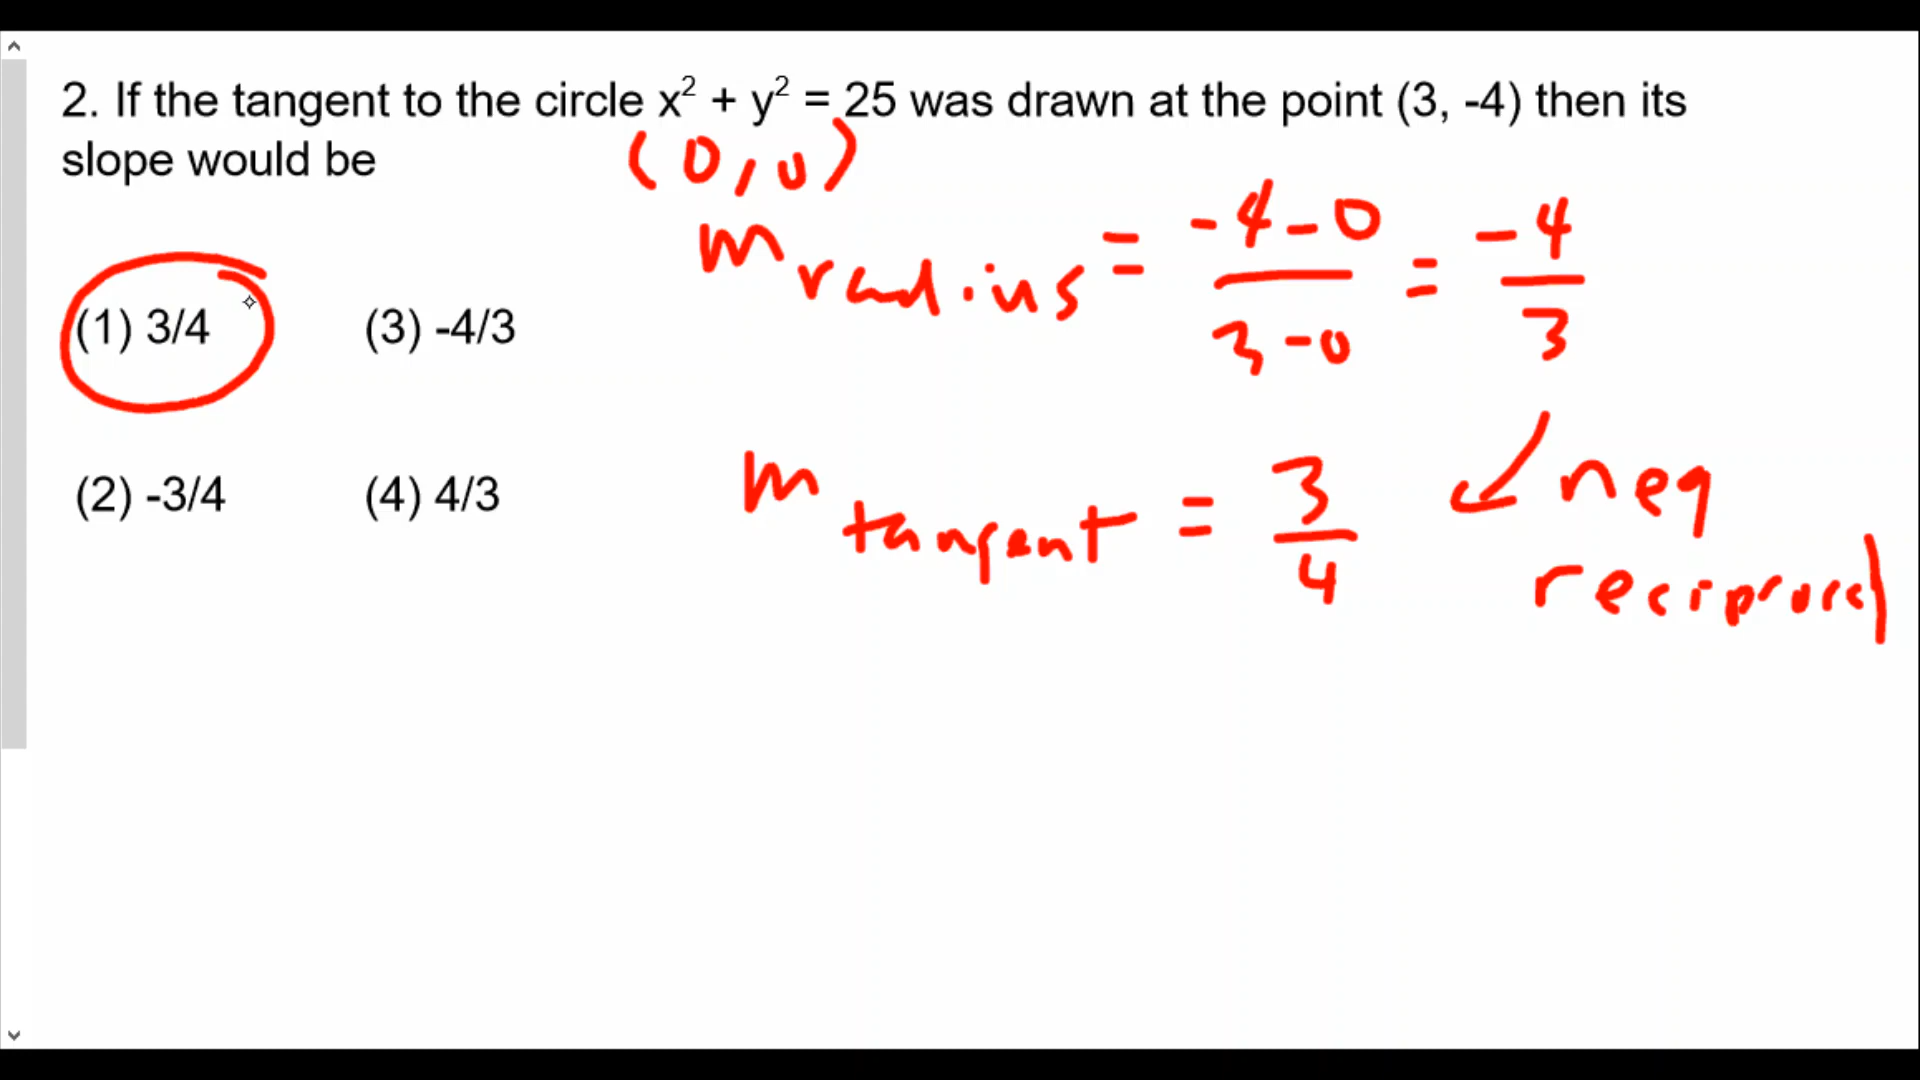 2. If the tangent to the circle x² + y² = 25 was drawn at the point (3, -4) then its
slope would be
(0,0)
m radius = -4-0/3-0 = -4/3
(1) 3/4 (3) -4/3
m tangent = 3/4
neg
reciprocal
(2) -3/4 (4) 4/3